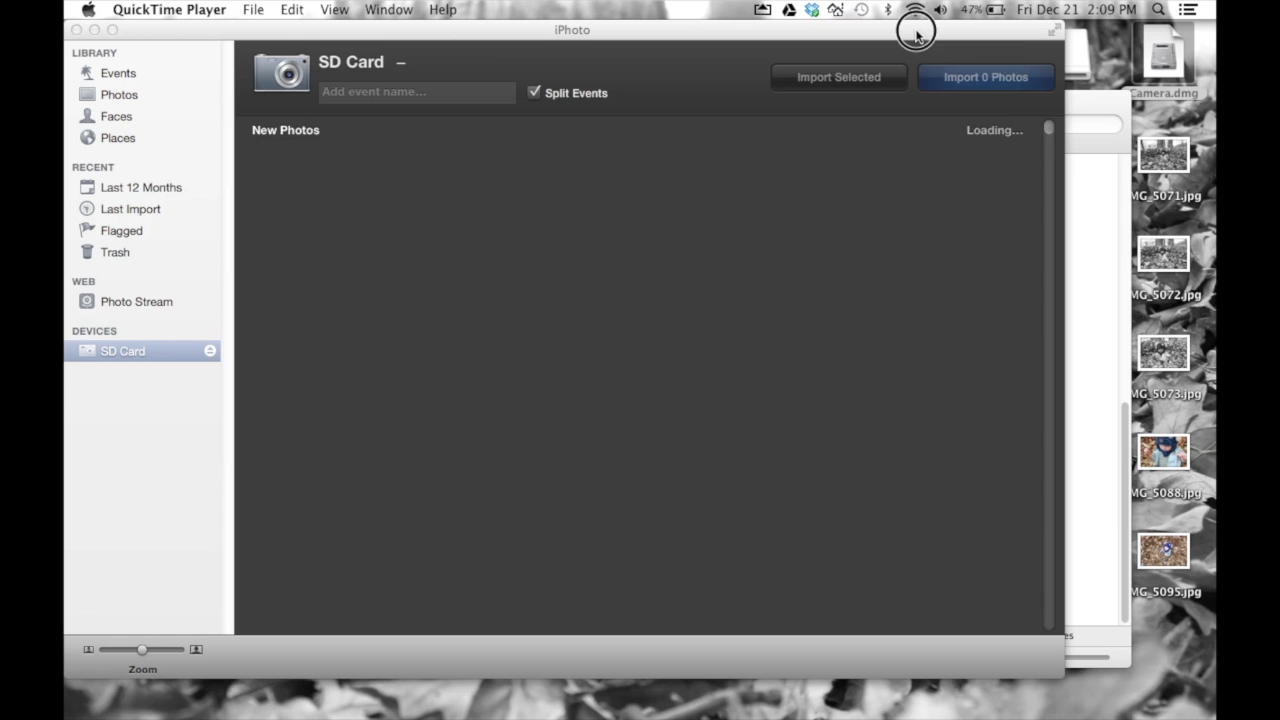 QuickTime Player File Edit View Window Help 47% Fri Dec 21 2:09 PM
iPhoto
LIBRARY
Events
Photos
Faces
Places
RECENT
Last 12 Months
Last Import
Flagged
Trash
WEB
Photo Stream
DEVICES
SD Card
Zoom
SD Card –
Add event name...
Split Events
Import Selected
Import 0 Photos
New Photos
Loading...
Camera.dmg
MG_5071.jpg
MG_5072.jpg
MG_5073.jpg
MG_5088.jpg
MG_5095.jpg
es